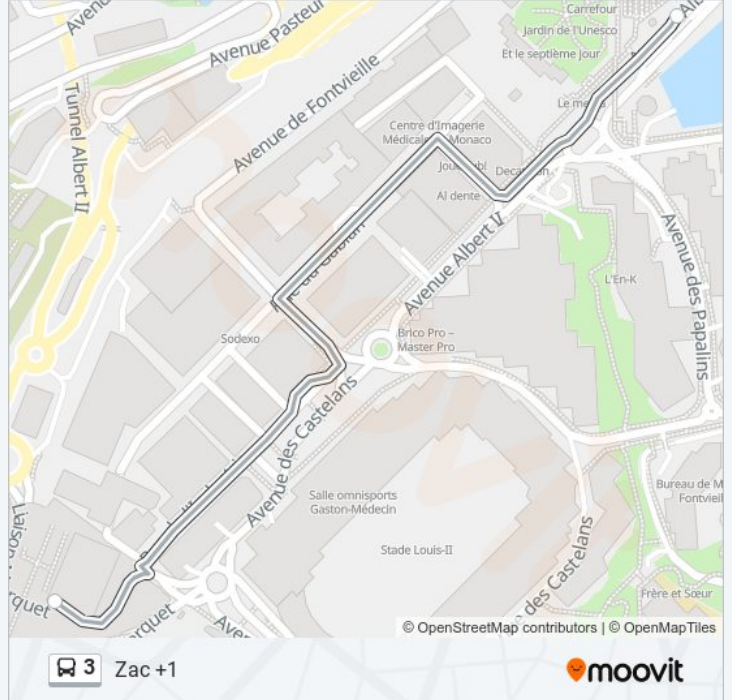 Carrefour
Jardin de l'Unesco
Et le septième jour
Avenue Pasteur
Tunnel Albert II
Avenue de Fontvieille
Centre d'Imagerie
Médicale Monaco
Al dente
Avenue Albert II
Avenue des Papalins
L'En-K
Brico Pro –
Master Pro
Sodexo
Avenue des Castelans
Salle omnisports
Gaston-Médecin
Stade Louis-II
Bureau de M
Fontvieil
Frère et Sœur
e des Castelans
Liaison
© OpenStreetMap contributors | © OpenMapTiles
3 Zac +1
moovit